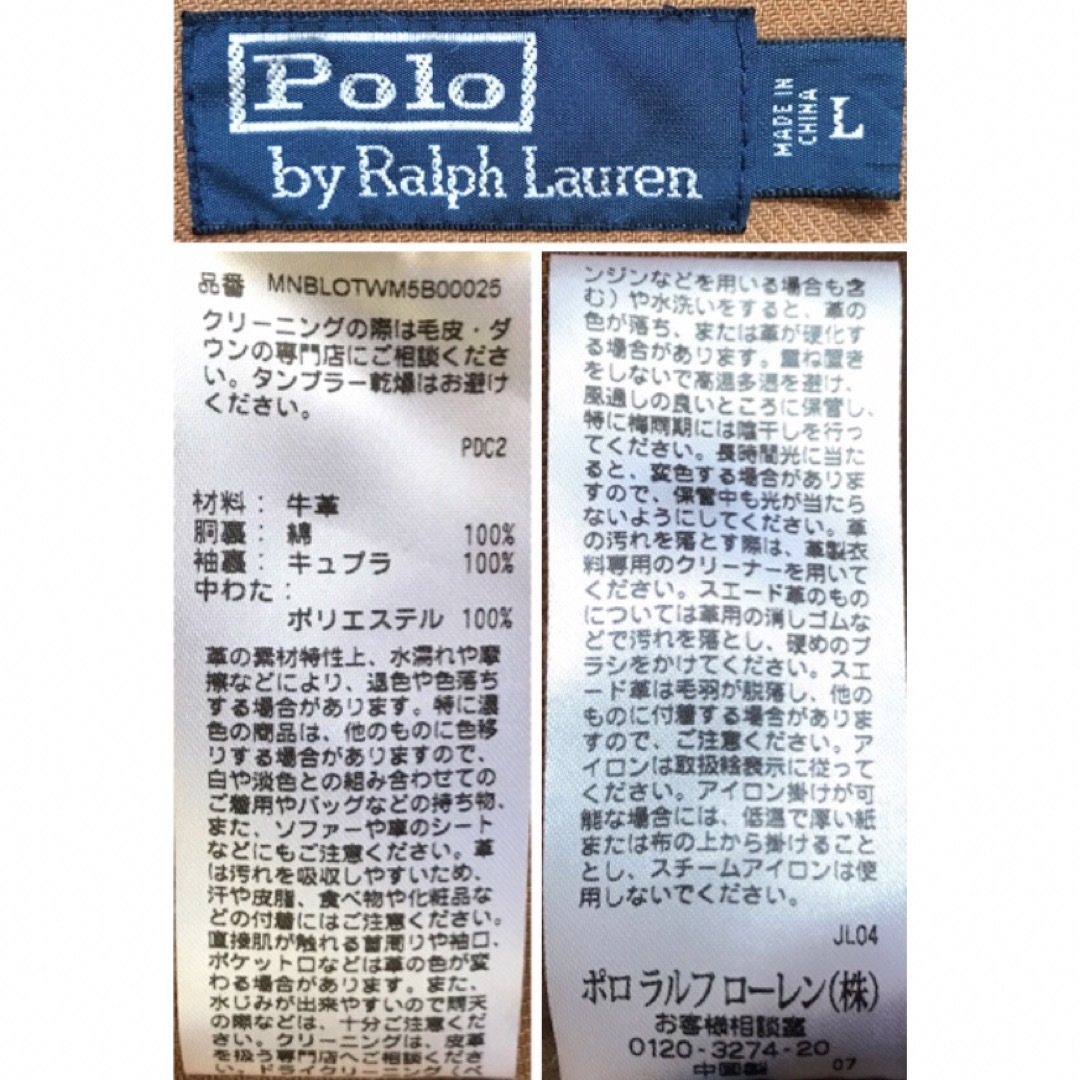 Polo
by Ralph Lauren
MADE IN
CHINA
L
品番 MNBLOTWM5B00025
クリーニングの際は毛皮・ダ
ウンの専門店にご相談くださ
い。タンブラー乾燥はお避け
ください。
PDC2
材料: 牛革
胴裏: 綿 100%
袖裏: キュプラ 100%
中わた:
ポリエステル 100%
革の素材特性上、水濡れや摩
擦などにより、退色や色落ち
する場合があります。特に濃
色の商品は、他のものに色移
りする場合がありますので、
白や淡色との組み合わせての
ご着用やバッグなどの持ち物、
また、ソファーや車のシート
などにもご注意ください。革
は汚れを吸収しやすいため、
汗や皮脂、食べ物や化粧品な
どの付着にはご注意ください。
直接肌が触れる首周りや袖口、
ポケット口などは革の色が変
わる場合があります。また、
水じみが出来やすいので雨天
の際などは、十分ご注意くださ
い。クリーニングは、皮革
を扱う専門店へご相談くださ
い。ドライクリーニング(ベ
ンジンなどを用いる場合も含
む)や水洗いをすると、革の
色が落ち、または革が硬化す
る場合があります。重ね置き
をしないで高温多湿を避け、
風通しの良いところに保管し、
特に梅雨期には陰干しを行っ
てください。長時間光に当た
ると、変色する場合がありま
すので、保管中も光が当たら
ないようにしてください。革
の汚れを落とす際は、革製衣
料専用のクリーナーを用いて
ください。スエード革のもの
については革用の消しゴムな
どで汚れを落とし、硬めのブ
ラシをかけてください。スエ
ード革は毛羽が脱落し、他の
ものに付着する場合がありま
すので、ご注意ください。ア
イロンは取扱絵表示に従って
ください。アイロン掛けが可
能な場合には、低温で厚い紙
または布の上から掛けること
とし、スチームアイロンは使
用しないでください。
JL04
ポロ ラルフ ローレン(株)
お客様相談室
0120-3274-20
中国製 07